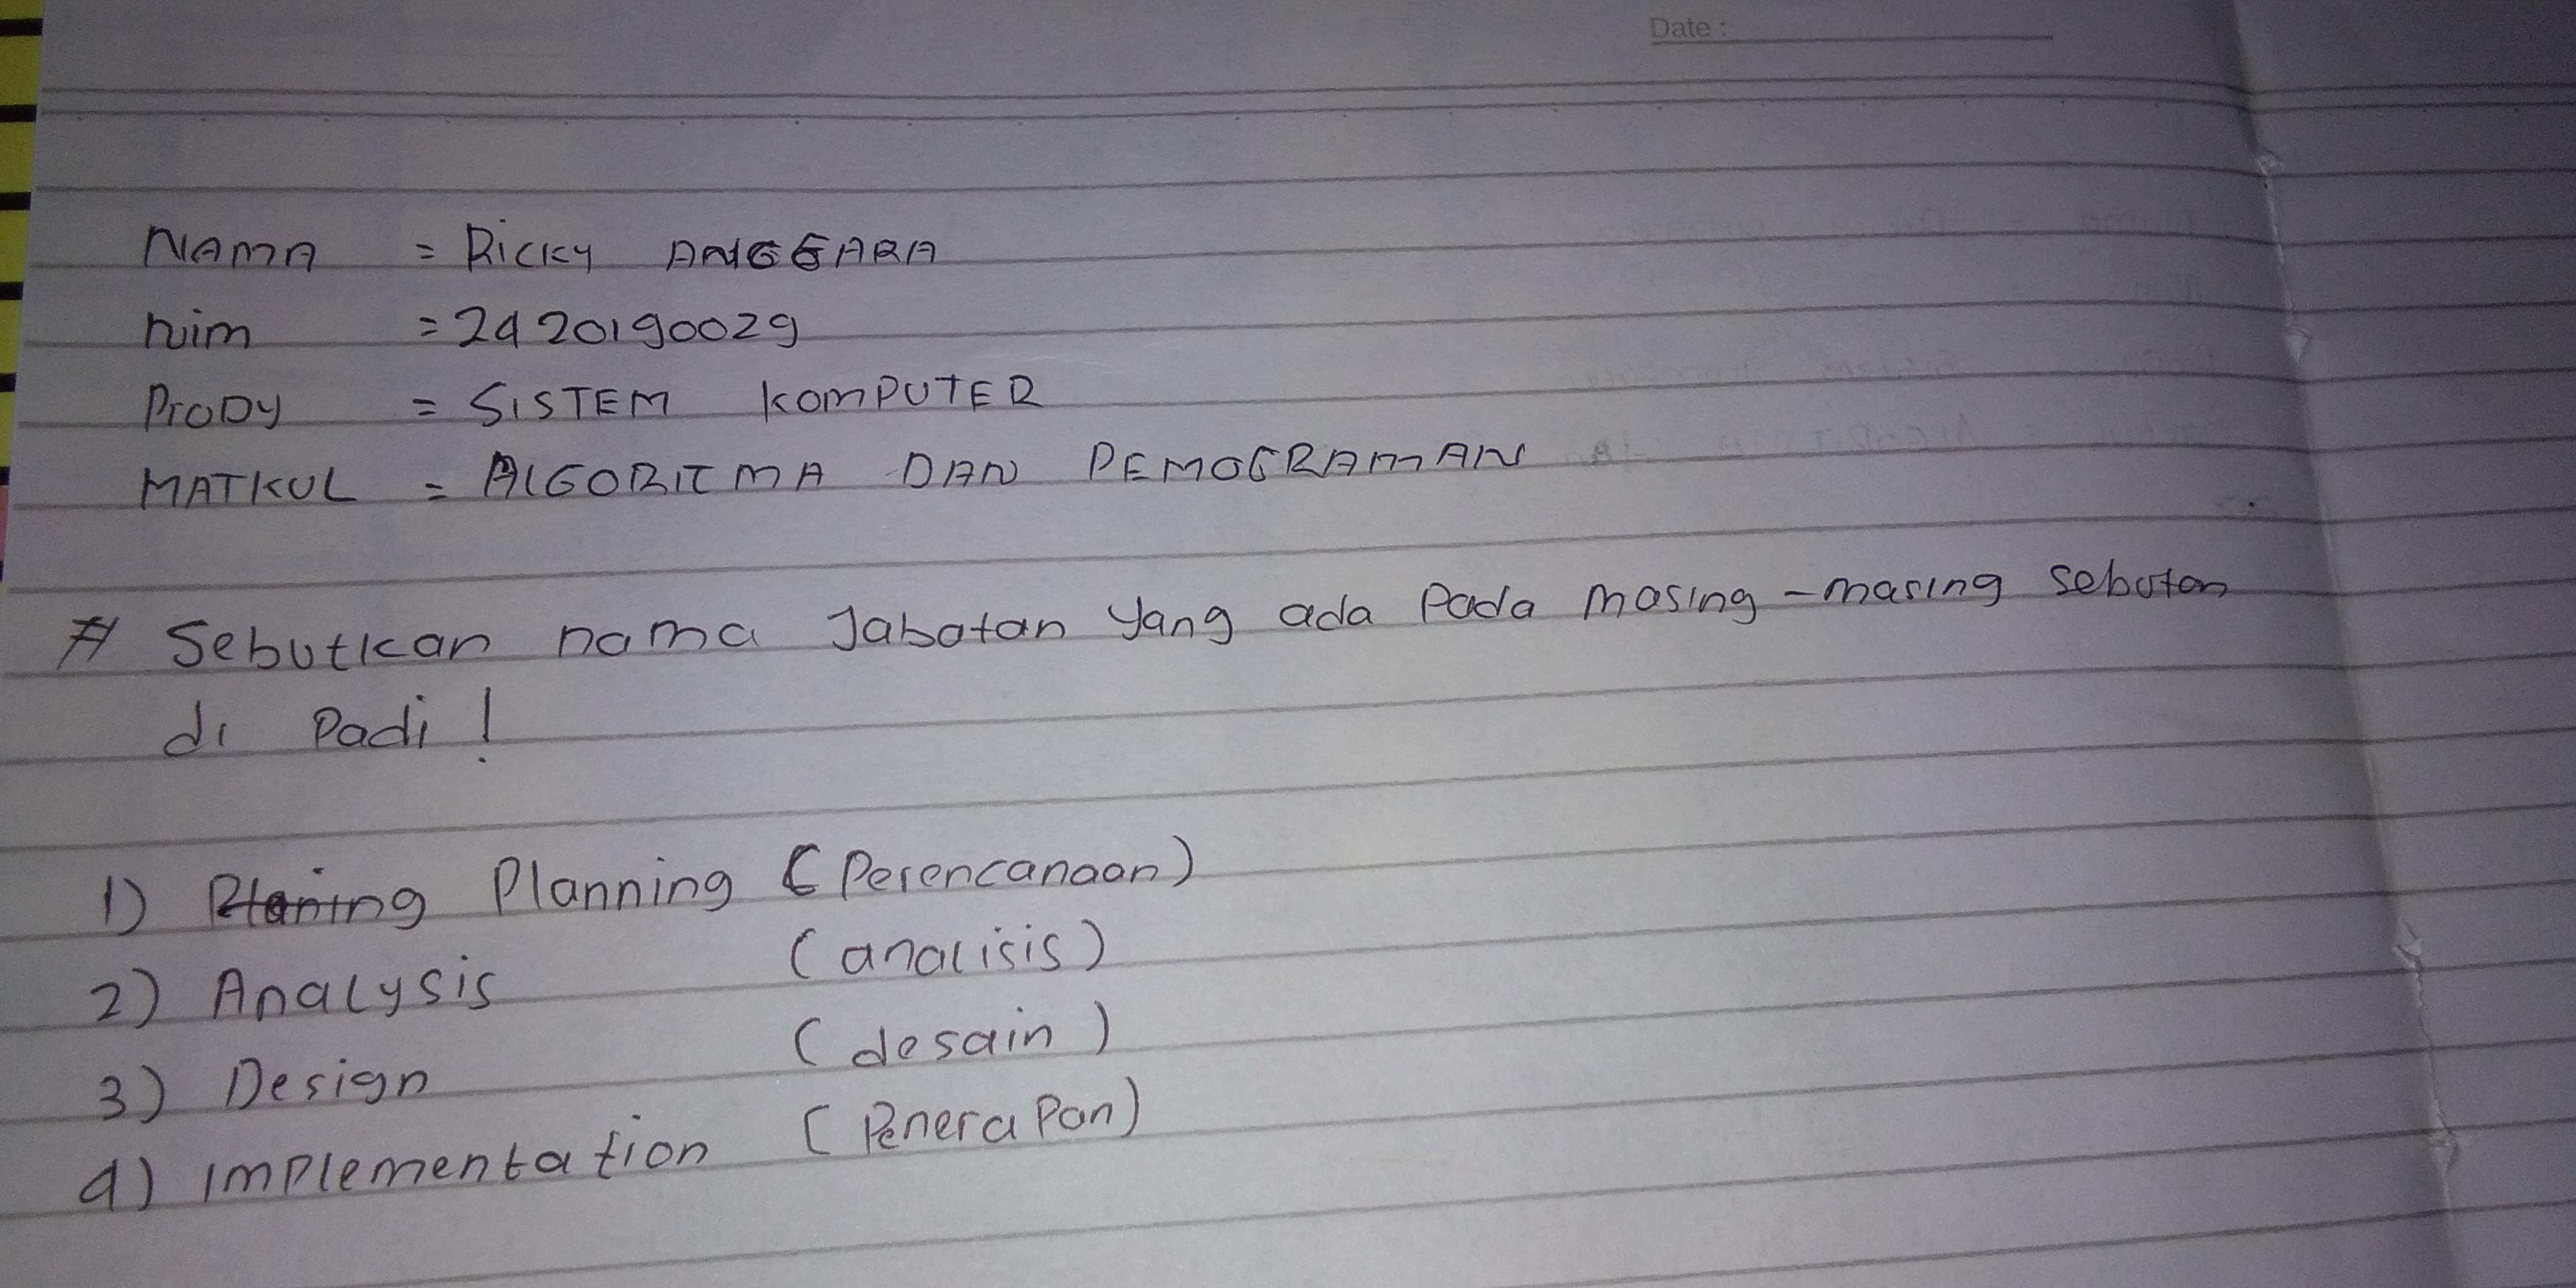 Date :
NAMA = Ricky ANGGARA
nim = 2420190029
PRODY = SISTEM KOMPUTER
MATKUL = ALGORITMA DAN PEMOGRAMAN
# Sebutkan nama Jabatan yang ada Pada masing-masing sebutan
di Padi !
1) Planing Planning (Perencanaan)
2) Analysis (analisis)
3) Design (desain)
4) Implementation (Penerapan)